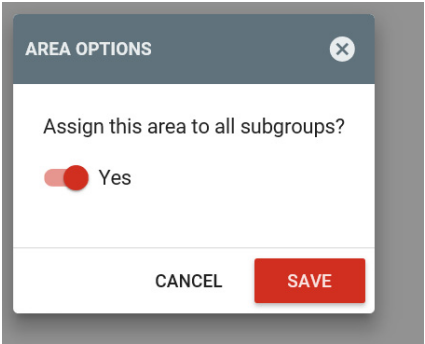 AREA OPTIONS
Assign this area to all subgroups?
Yes
CANCEL
SAVE